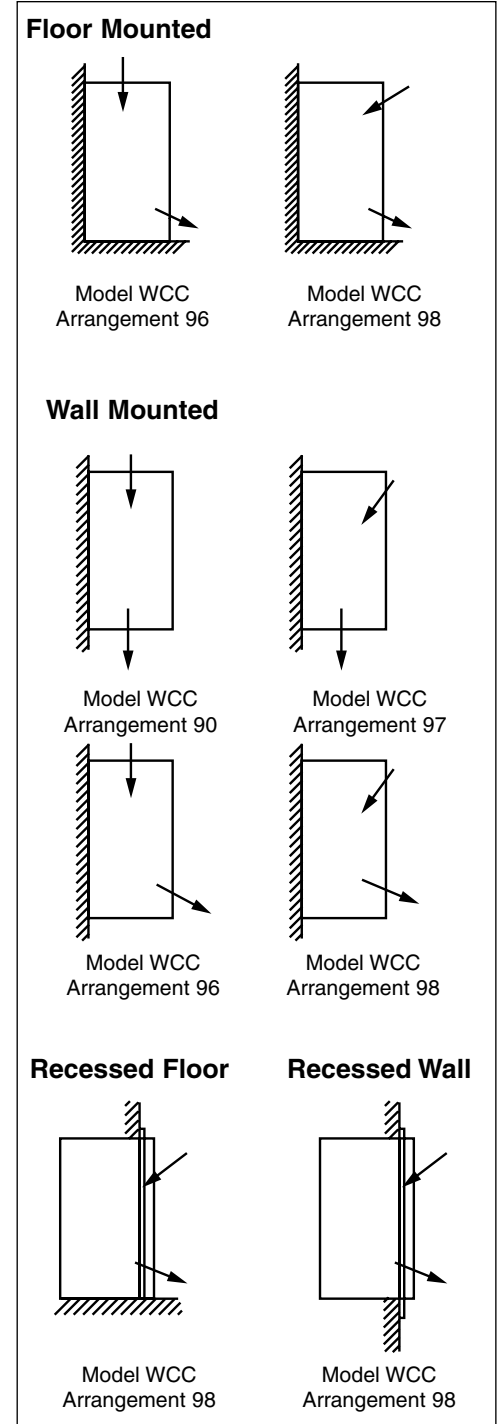 Floor Mounted
Model WCC
Arrangement 96
Model WCC
Arrangement 98
Wall Mounted
Model WCC
Arrangement 90
Model WCC
Arrangement 97
Model WCC
Arrangement 96
Model WCC
Arrangement 98
Recessed Floor
Recessed Wall
Model WCC
Arrangement 98
Model WCC
Arrangement 98